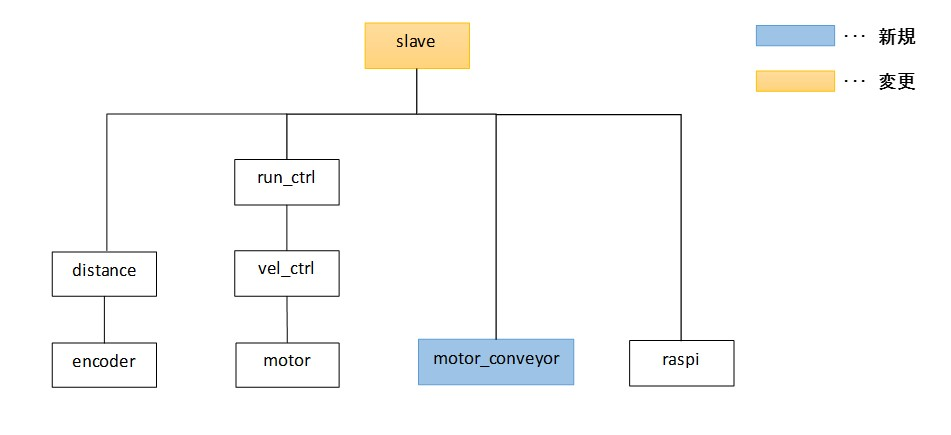 slave
··· 新規
··· 変更
run_ctrl
distance
vel_ctrl
encoder
motor
motor_conveyor
raspi